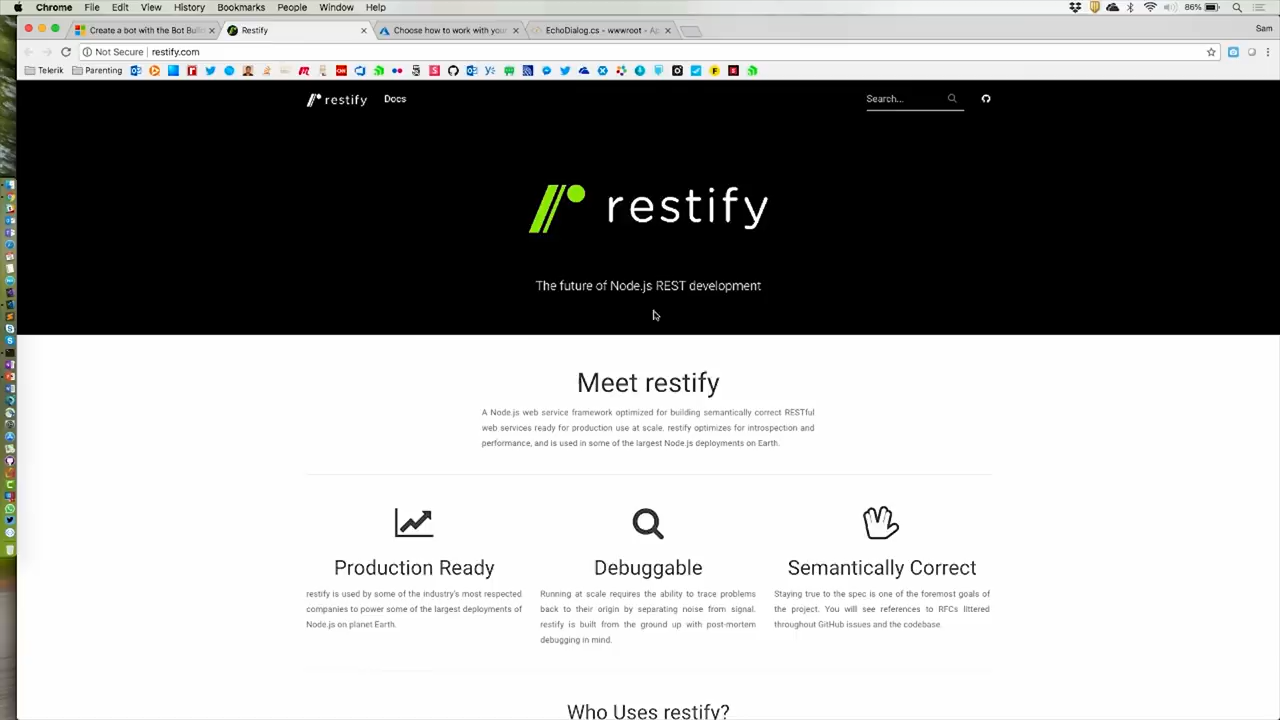 Chrome File Edit View History Bookmarks People Window Help 86% 
Create a bot with the Bot Buil
Restify
Choose how to work with your
EchoDialog.cs - wwwroot - Ap
Sam
Not Secure restify.com
Telerik Parenting
restify Docs Search...
restify
The future of Node.js REST development
Meet restify
A Node.js web service framework optimized for building semantically correct RESTful
web services ready for production use at scale. restify optimizes for introspection and
performance, and is used in some of the largest Node.js deployments on Earth.
Production Ready
restify is used by some of the industry's most respected
companies to power some of the largest deployments of
Node.js on planet Earth.
Debuggable
Running at scale requires the ability to trace problems
back to their origin by separating noise from signal.
restify is built from the ground up with post-mortem
debugging in mind.
Semantically Correct
Staying true to the spec is one of the foremost goals of
the project. You will see references to RFCs littered
throughout GitHub issues and the codebase.
Who Uses restify?